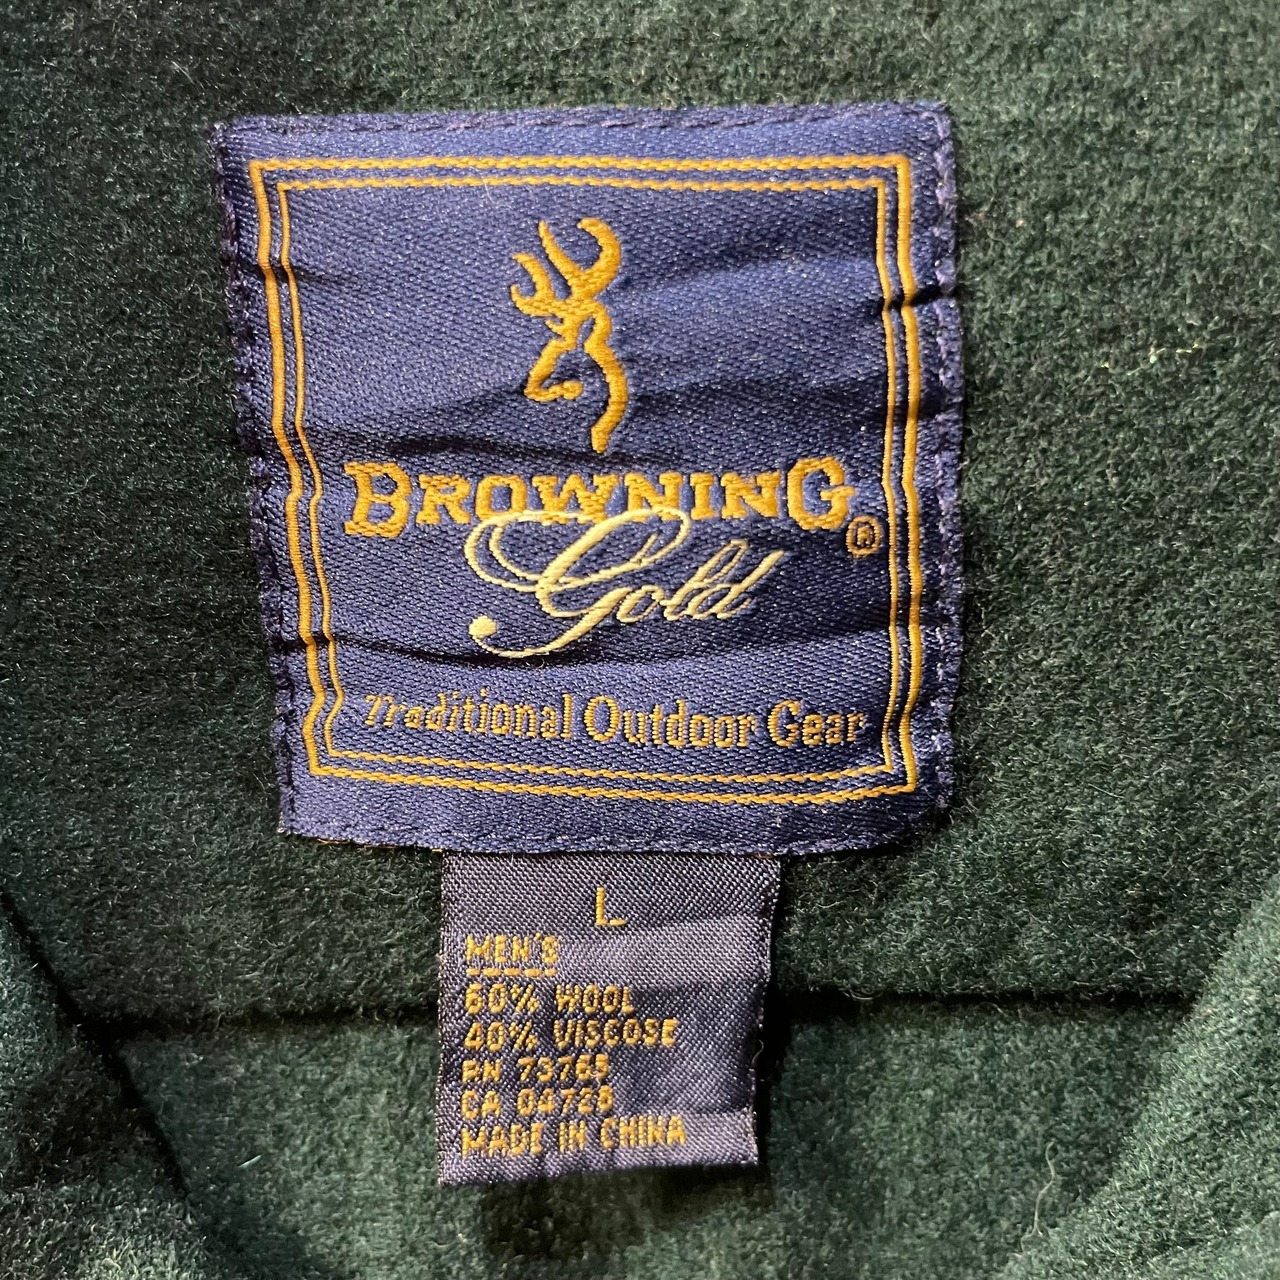 BROWNING®
Gold
Traditional Outdoor Gear
L
MEN'S
60% WOOL
40% VISCOSE
RN 73765
CA 04728
MADE IN CHINA